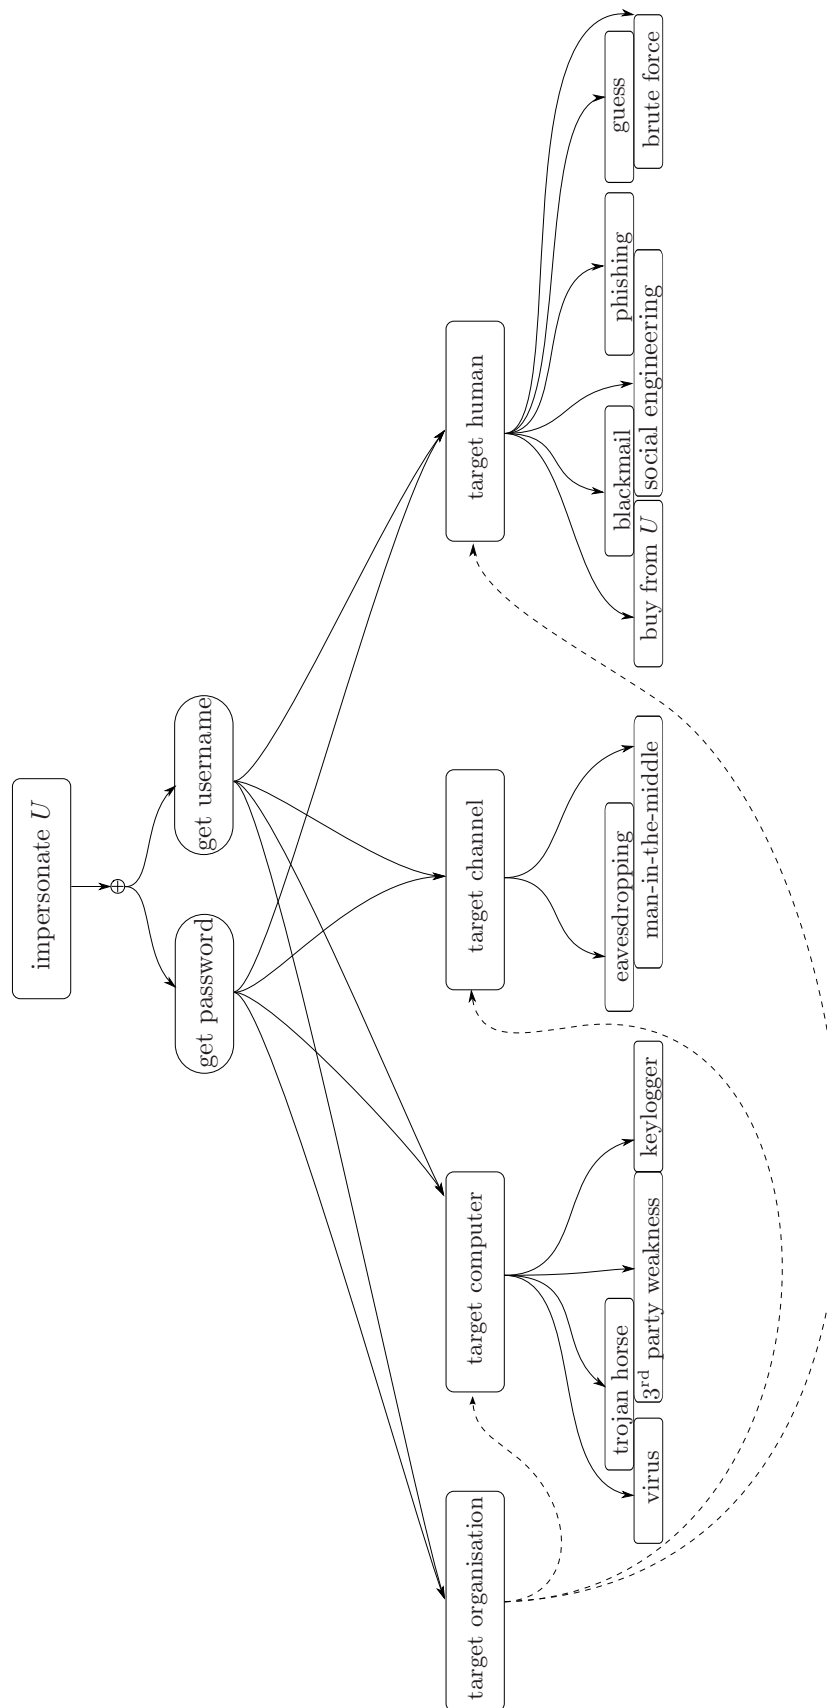 impersonate U
get password
get username
target organisation
target computer
target channel
target human
virus
trojan horse
3rd party weakness
keylogger
eavesdropping
man-in-the-middle
buy from U
blackmail
social engineering
phishing
guess
brute force